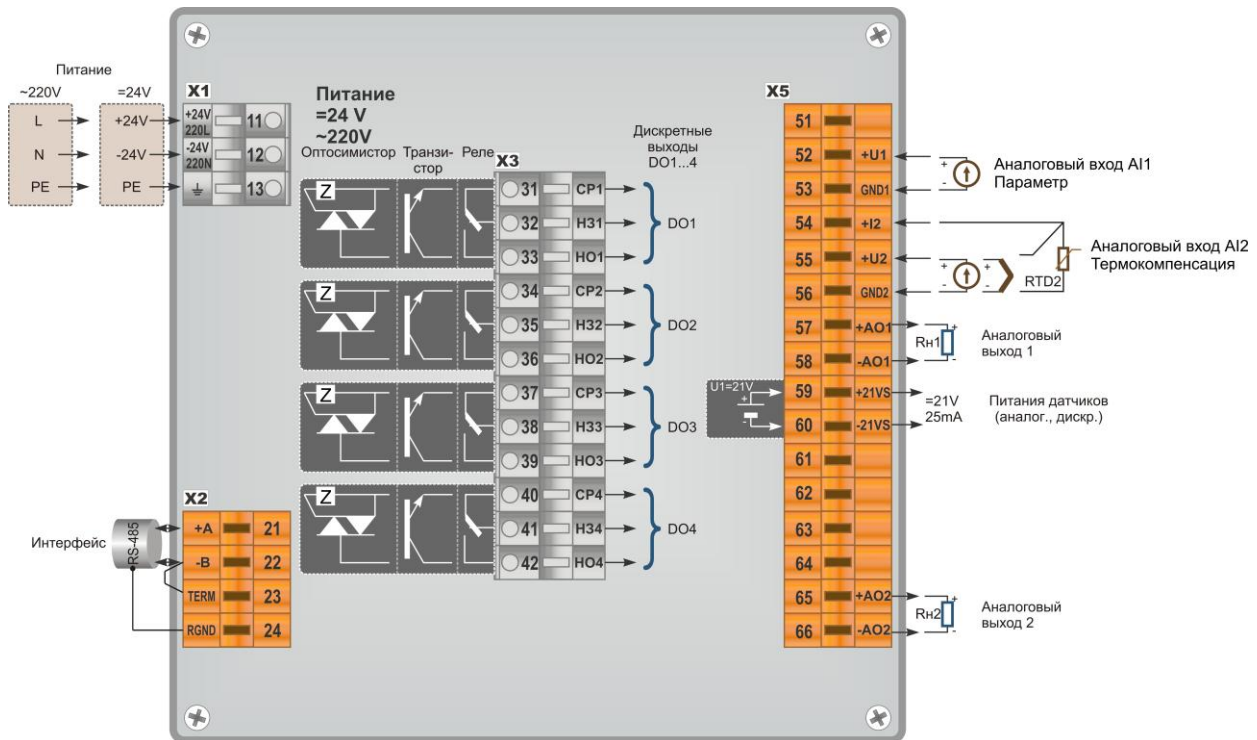 Питание
~220V
=24V
L
+24V
N
-24V
PE
PE
X1
+24V
220L
11
-24V
220N
12
13
Питание
=24 V
~220V
Оптосимистор
Транзи-
стор
Реле
X3
Дискретные
выходы
DO1...4
Z
31 CP1
32 H31
33 HO1
DO1
Z
34 CP2
35 H32
36 HO2
DO2
Z
37 CP3
38 H33
39 HO3
DO3
Z
40 CP4
41 H34
42 HO4
DO4
X2
Интерфейс
RS-485
+A 21
-B 22
TERM 23
RGND 24
X5
51
52 +U1
53 GND1
54 +I2
55 +U2
56 GND2
57 +AO1
58 -AO1
59 +21VS
60 -21VS
61
62
63
64
65 +AO2
66 -AO2
U1=21V
+
-
+
-
Аналоговый вход AI1
Параметр
+
-
+
-
RTD2
Аналоговый вход AI2
Термокомпенсация
Rн1
+
-
Аналоговый
выход 1
=21V
25mA
Питания датчиков
(аналог., дискр.)
Rн2
+
-
Аналоговый
выход 2